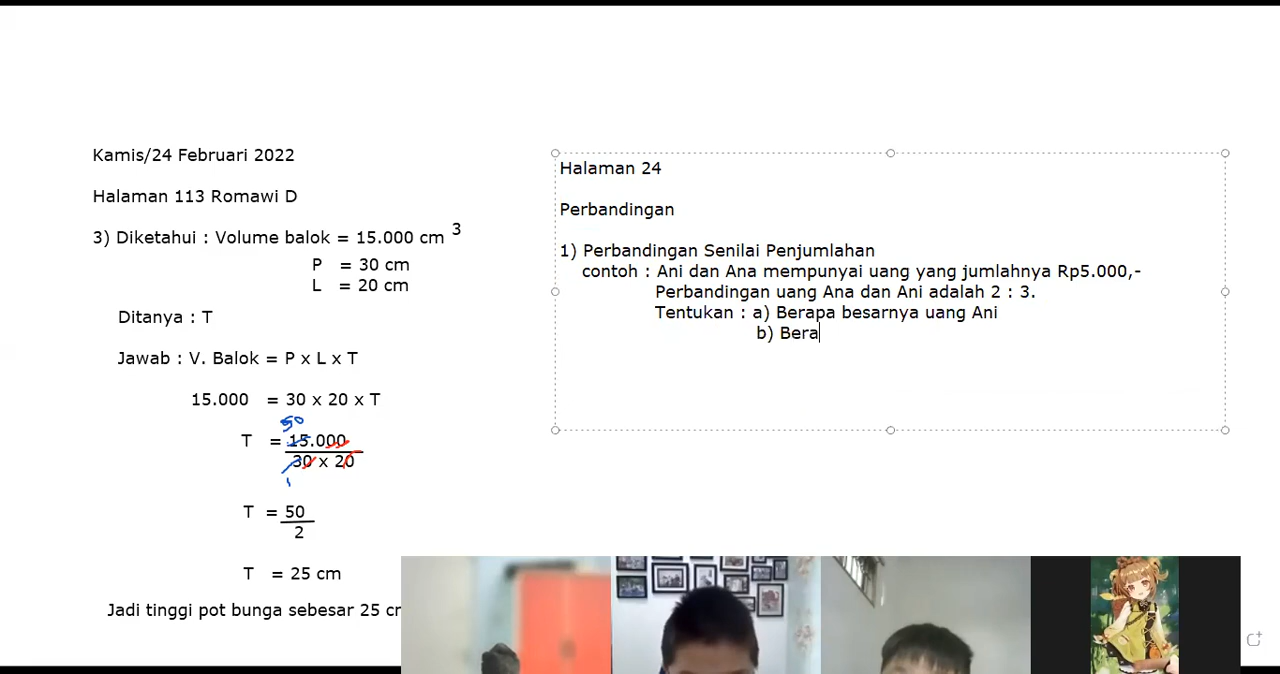 Kamis/24 Februari 2022
Halaman 113 Romawi D
3) Diketahui : Volume balok = 15.000 cm 3
P = 30 cm
L = 20 cm
Ditanya : T
Jawab : V. Balok = P x L x T
15.000 = 30 x 20 x T
50
T = 15.000
30 x 20
1
T = 50
2
T = 25 cm
Jadi tinggi pot bunga sebesar 25 cm
Halaman 24
Perbandingan
1) Perbandingan Senilai Penjumlahan
contoh : Ani dan Ana mempunyai uang yang jumlahnya Rp5.000,-
Perbandingan uang Ana dan Ani adalah 2 : 3.
Tentukan : a) Berapa besarnya uang Ani
b) Bera